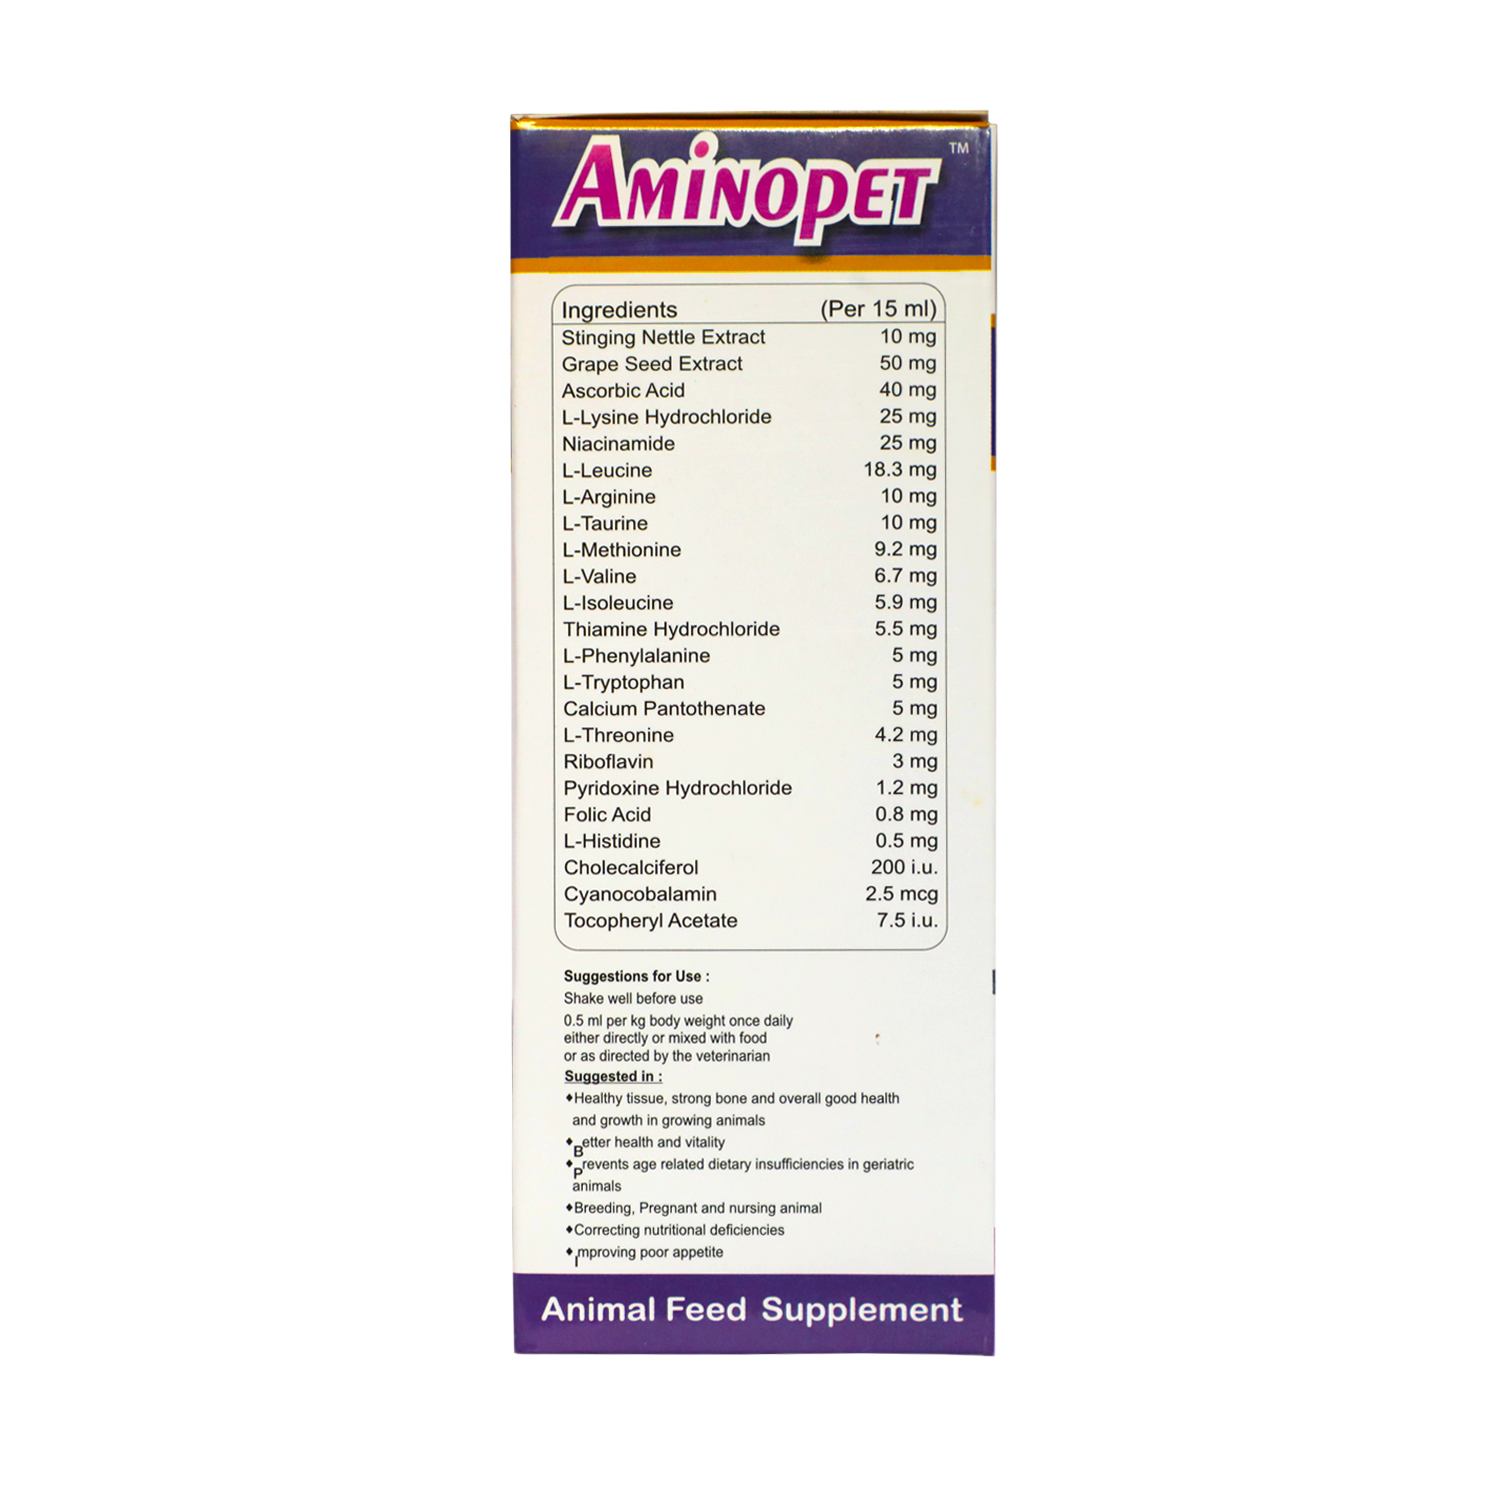 AMINOPET TM
Ingredients (Per 15 ml)
Stinging Nettle Extract 10 mg
Grape Seed Extract 50 mg
Ascorbic Acid 40 mg
L-Lysine Hydrochloride 25 mg
Niacinamide 25 mg
L-Leucine 18.3 mg
L-Arginine 10 mg
L-Taurine 10 mg
L-Methionine 9.2 mg
L-Valine 6.7 mg
L-Isoleucine 5.9 mg
Thiamine Hydrochloride 5.5 mg
L-Phenylalanine 5 mg
L-Tryptophan 5 mg
Calcium Pantothenate 5 mg
L-Threonine 4.2 mg
Riboflavin 3 mg
Pyridoxine Hydrochloride 1.2 mg
Folic Acid 0.8 mg
L-Histidine 0.5 mg
Cholecalciferol 200 i.u.
Cyanocobalamin 2.5 mcg
Tocopheryl Acetate 7.5 i.u.
Suggestions for Use :
Shake well before use
0.5 ml per kg body weight once daily
either directly or mixed with food
or as directed by the veterinarian
Suggested in :
♦Healthy tissue, strong bone and overall good health
and growth in growing animals
♦Better health and vitality
♦Prevents age related dietary insufficiencies in geriatric
animals
♦Breeding, Pregnant and nursing animal
♦Correcting nutritional deficiencies
♦Improving poor appetite
Animal Feed Supplement